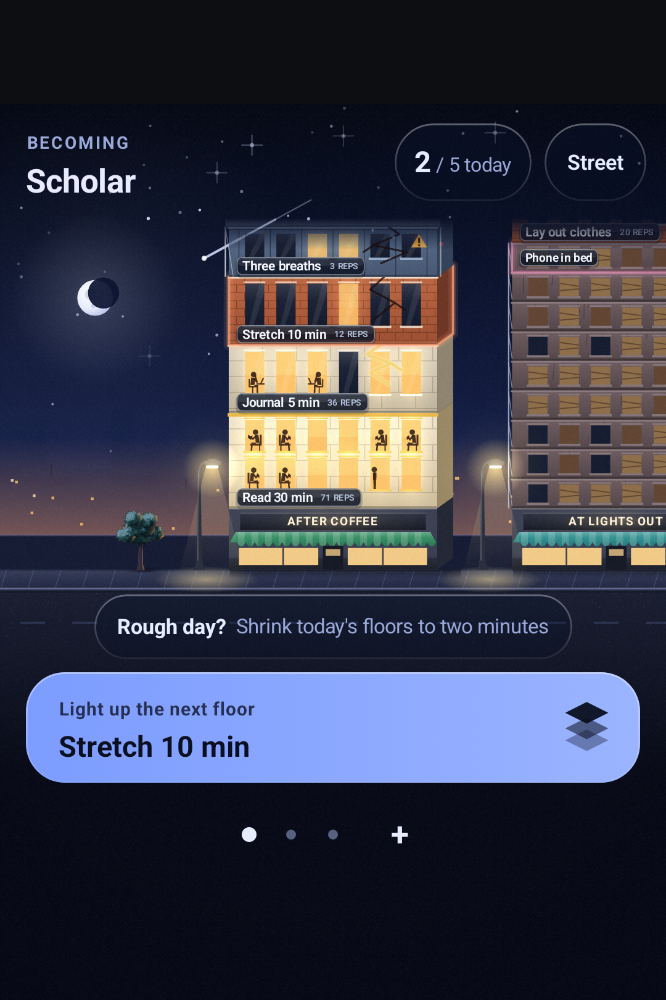 BECOMING
Scholar
2 / 5 today
Street
Three breaths 3 REPS
Stretch 10 min 12 REPS
Journal 5 min 36 REPS
Read 30 min 71 REPS
AFTER COFFEE
Lay out clothes 20 REPS
Phone in bed
AT LIGHTS OUT
Rough day? Shrink today's floors to two minutes
Light up the next floor
Stretch 10 min
+